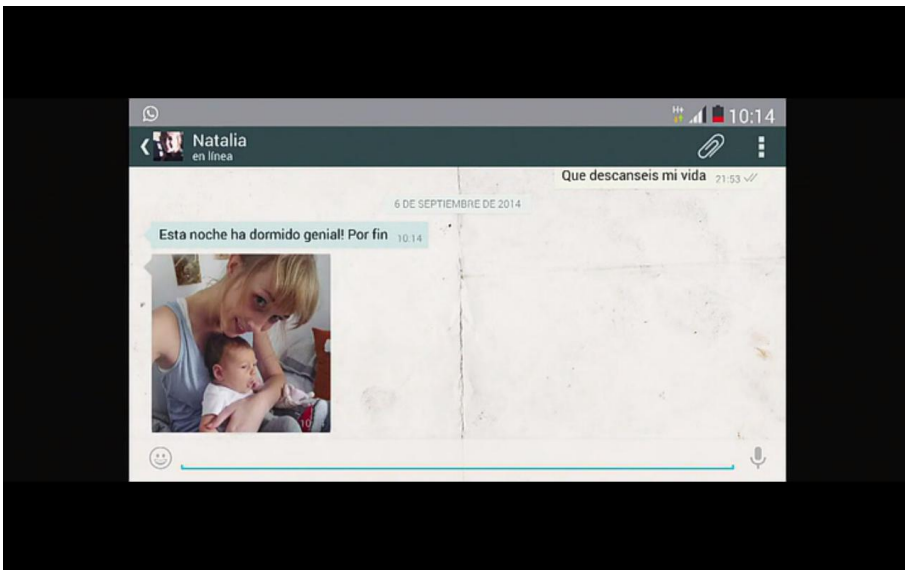 H+ 10:14
Natalia
en línea
Que descanseis mi vida 21:53
6 DE SEPTIEMBRE DE 2014
Esta noche ha dormido genial! Por fin 10:14
10